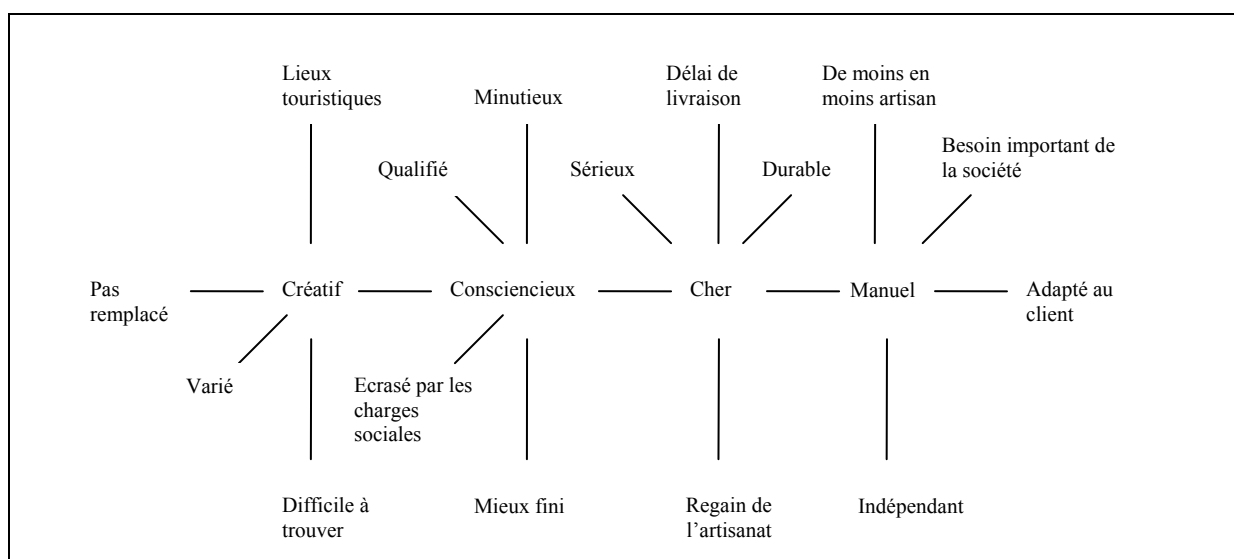 Lieux
touristiques
Minutieux
Délai de
livraison
De moins en
moins artisan
Qualifié
Sérieux
Durable
Besoin important de
la société
Pas
remplacé
Créatif
Consciencieux
Cher
Manuel
Adapté au
client
Varié
Ecrasé par les
charges
sociales
Difficile à
trouver
Mieux fini
Regain de
l’artisanat
Indépendant